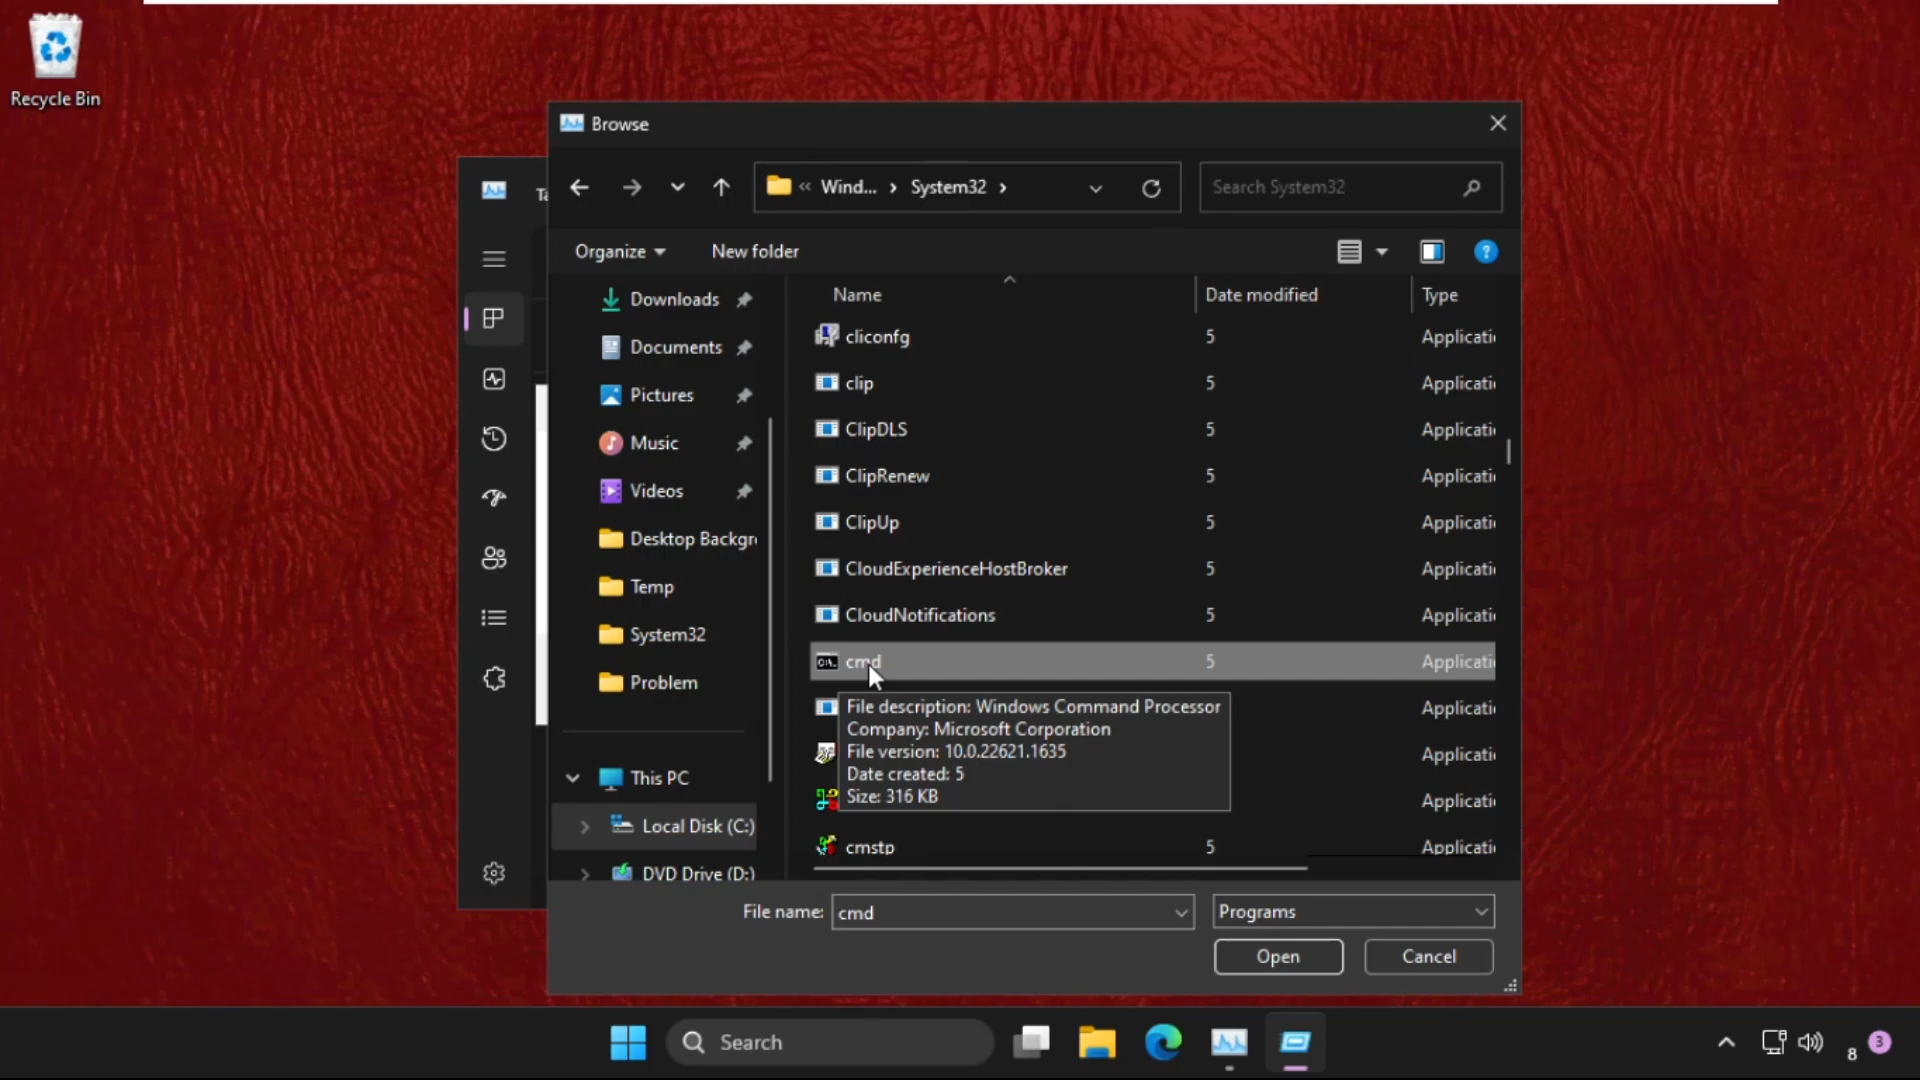 Recycle Bin
Ta
Browse
« Wind... › System32 ›
Search System32
Organize
New folder
Name
Date modified
Type
Downloads
Documents
Pictures
Music
Videos
Desktop Backgr
Temp
System32
Problem
This PC
Local Disk (C:)
DVD Drive (D:)
cliconfg 5 Applicati
clip 5 Applicati
ClipDLS 5 Applicati
ClipRenew 5 Applicati
ClipUp 5 Applicati
CloudExperienceHostBroker 5 Applicati
CloudNotifications 5 Applicati
cmd 5 Applicati
Applicati
Applicati
Applicati
cmstp 5 Applicati
File description: Windows Command Processor
Company: Microsoft Corporation
File version: 10.0.22621.1635
Date created: 5
Size: 316 KB
File name: cmd
Programs
Open
Cancel
Search
8
3